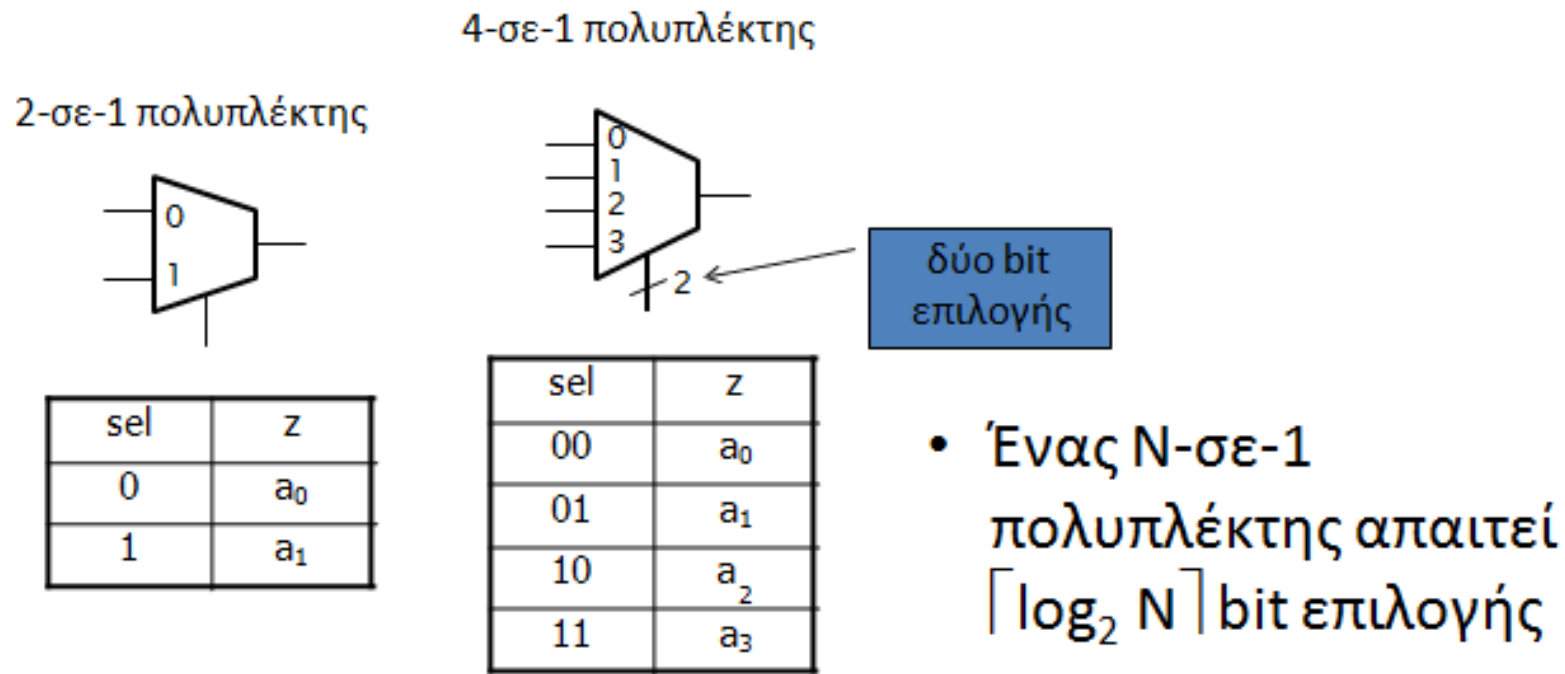 4-σε-1 πολυπλέκτης
2-σε-1 πολυπλέκτης
0
1
0
1
2
3
2
δύο bit
επιλογής
sel z
0 a₀
1 a₁
sel z
00 a₀
01 a₁
10 a₂
11 a₃
• Ένας N-σε-1
πολυπλέκτης απαιτεί
⌈log₂ N⌉ bit επιλογής